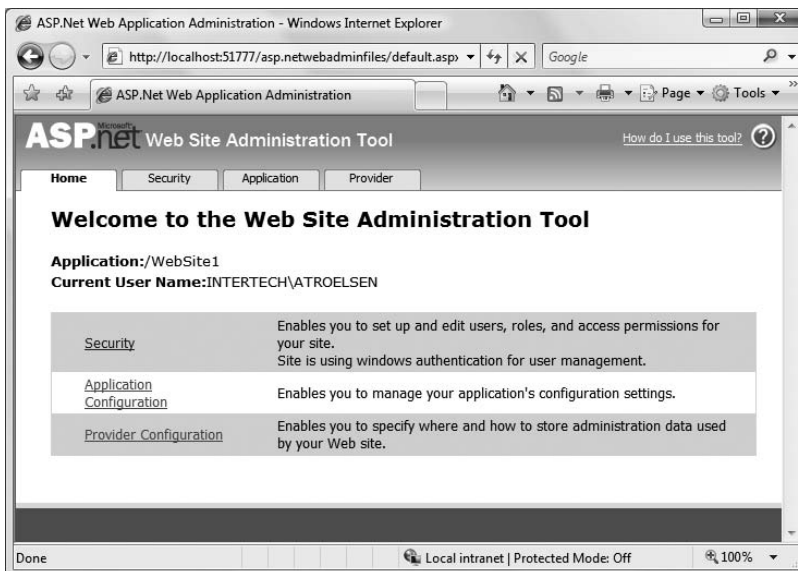 ASP.Net Web Application Administration - Windows Internet Explorer
http://localhost:51777/asp.netwebadminfiles/default.asp
Google
ASP.Net Web Application Administration
Page
Tools
Microsoft
ASP.net Web Site Administration Tool
How do I use this tool? ?
Home
Security
Application
Provider
Welcome to the Web Site Administration Tool
Application:/WebSite1
Current User Name:INTERTECH\ATROELSEN
Security
Enables you to set up and edit users, roles, and access permissions for
your site.
Site is using windows authentication for user management.
Application
Configuration
Enables you to manage your application's configuration settings.
Provider Configuration
Enables you to specify where and how to store administration data used
by your Web site.
Done
Local intranet | Protected Mode: Off
100%